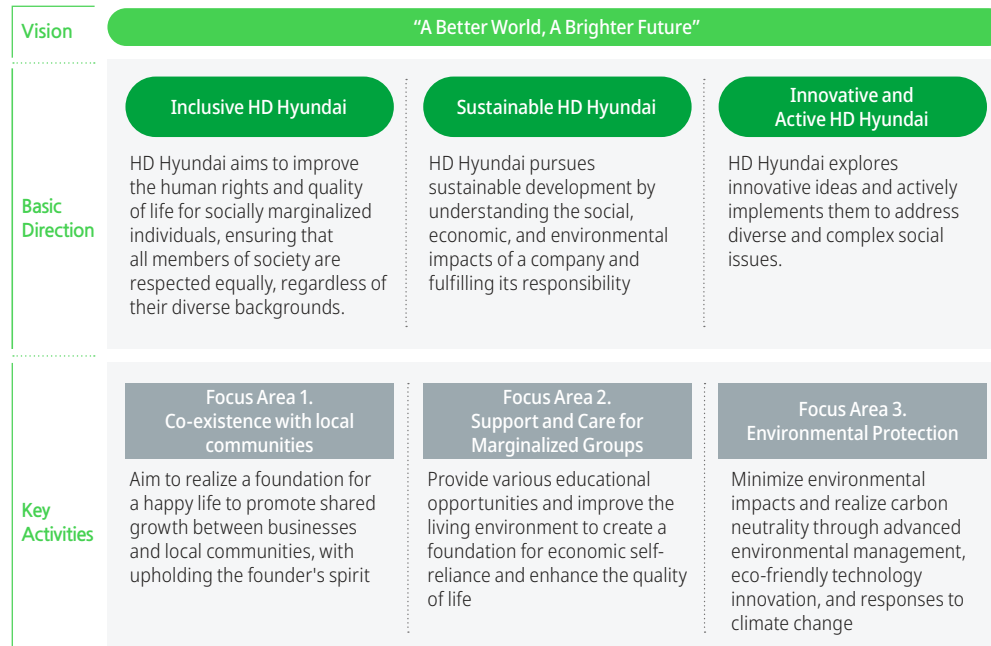 Vision
“A Better World, A Brighter Future”
Basic
Direction
Inclusive HD Hyundai
HD Hyundai aims to improve
the human rights and quality
of life for socially marginalized
individuals, ensuring that
all members of society are
respected equally, regardless of
their diverse backgrounds.
Sustainable HD Hyundai
HD Hyundai pursues
sustainable development by
understanding the social,
economic, and environmental
impacts of a company and
fulfilling its responsibility
Innovative and
Active HD Hyundai
HD Hyundai explores
innovative ideas and actively
implements them to address
diverse and complex social
issues.
Key
Activities
Focus Area 1.
Co-existence with local
communities
Aim to realize a foundation for
a happy life to promote shared
growth between businesses
and local communities, with
upholding the founder's spirit
Focus Area 2.
Support and Care for
Marginalized Groups
Provide various educational
opportunities and improve the
living environment to create a
foundation for economic self-
reliance and enhance the quality
of life
Focus Area 3.
Environmental Protection
Minimize environmental
impacts and realize carbon
neutrality through advanced
environmental management,
eco-friendly technology
innovation, and responses to
climate change